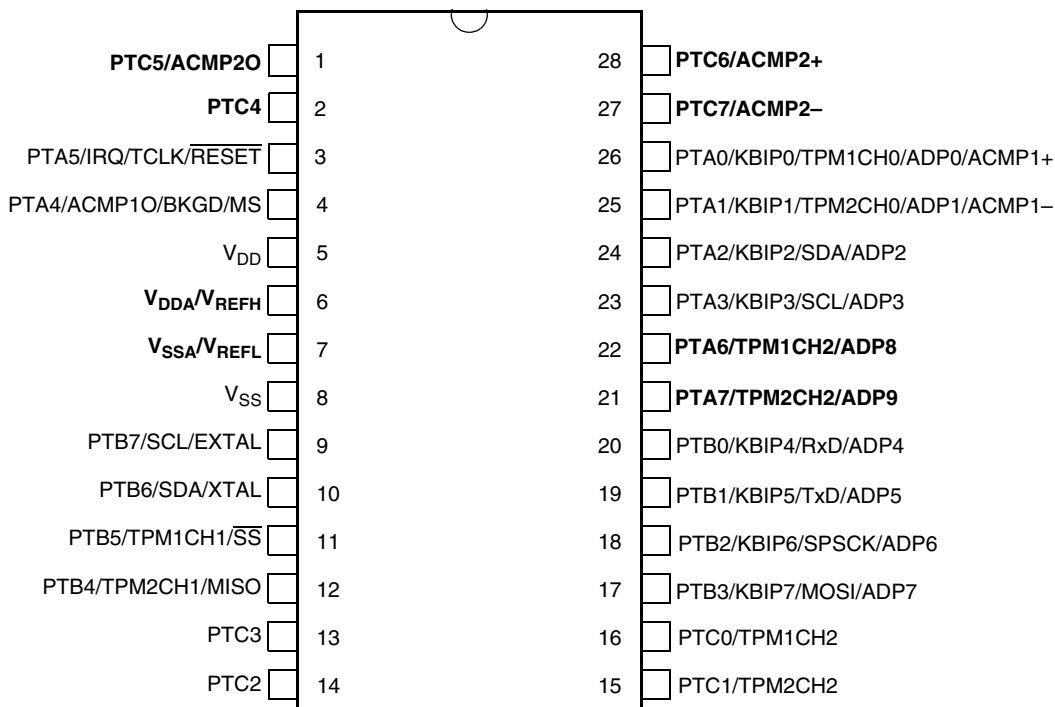 PTC5/ACMP2O 1 28 PTC6/ACMP2+
PTC4 2 27 PTC7/ACMP2–
PTA5/IRQ/TCLK/RESET 3 26 PTA0/KBIP0/TPM1CH0/ADP0/ACMP1+
PTA4/ACMP1O/BKGD/MS 4 25 PTA1/KBIP1/TPM2CH0/ADP1/ACMP1–
VDD 5 24 PTA2/KBIP2/SDA/ADP2
VDDA/VREFH 6 23 PTA3/KBIP3/SCL/ADP3
VSSA/VREFL 7 22 PTA6/TPM1CH2/ADP8
VSS 8 21 PTA7/TPM2CH2/ADP9
PTB7/SCL/EXTAL 9 20 PTB0/KBIP4/RxD/ADP4
PTB6/SDA/XTAL 10 19 PTB1/KBIP5/TxD/ADP5
PTB5/TPM1CH1/SS 11 18 PTB2/KBIP6/SPSCK/ADP6
PTB4/TPM2CH1/MISO 12 17 PTB3/KBIP7/MOSI/ADP7
PTC3 13 16 PTC0/TPM1CH2
PTC2 14 15 PTC1/TPM2CH2